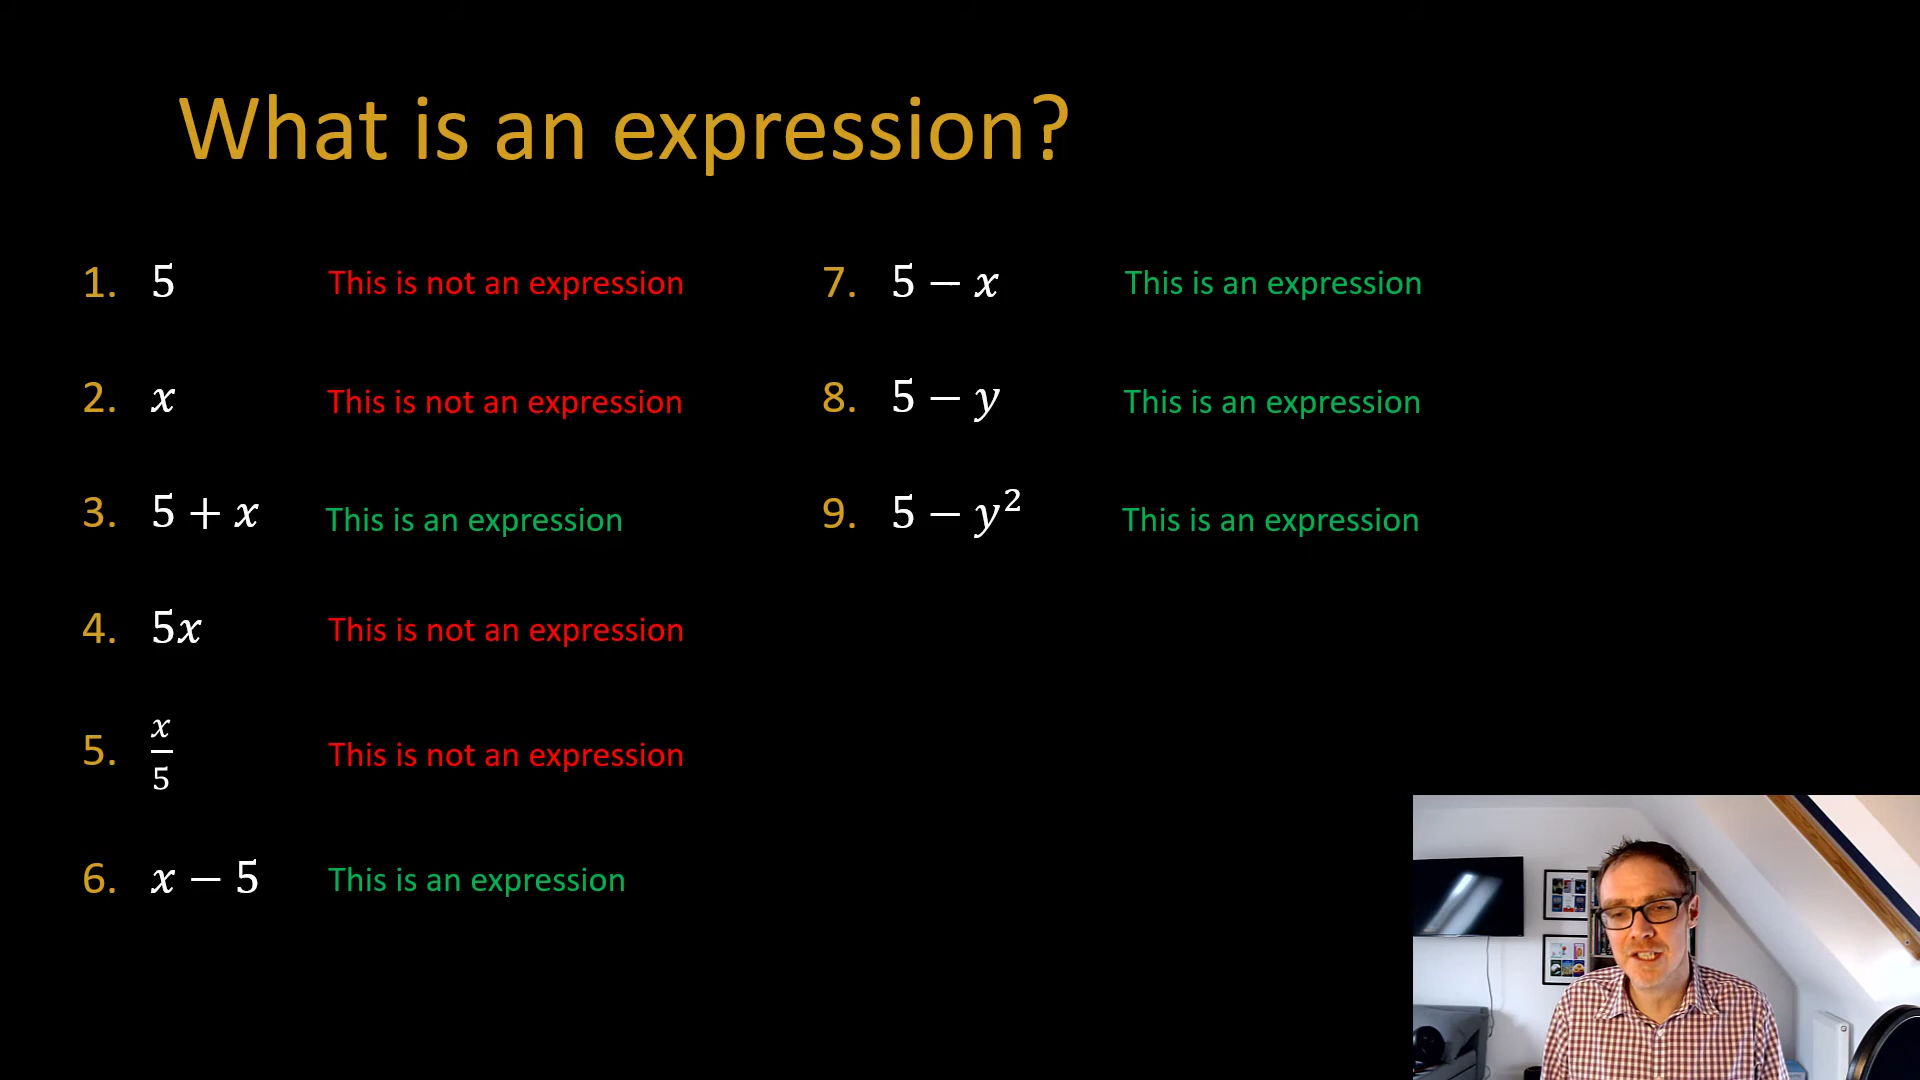 What is an expression?
1. 5 This is not an expression
2. x This is not an expression
3. 5 + x This is an expression
4. 5x This is not an expression
5. x/5 This is not an expression
6. x − 5 This is an expression
7. 5 − x This is an expression
8. 5 − y This is an expression
9. 5 − y² This is an expression